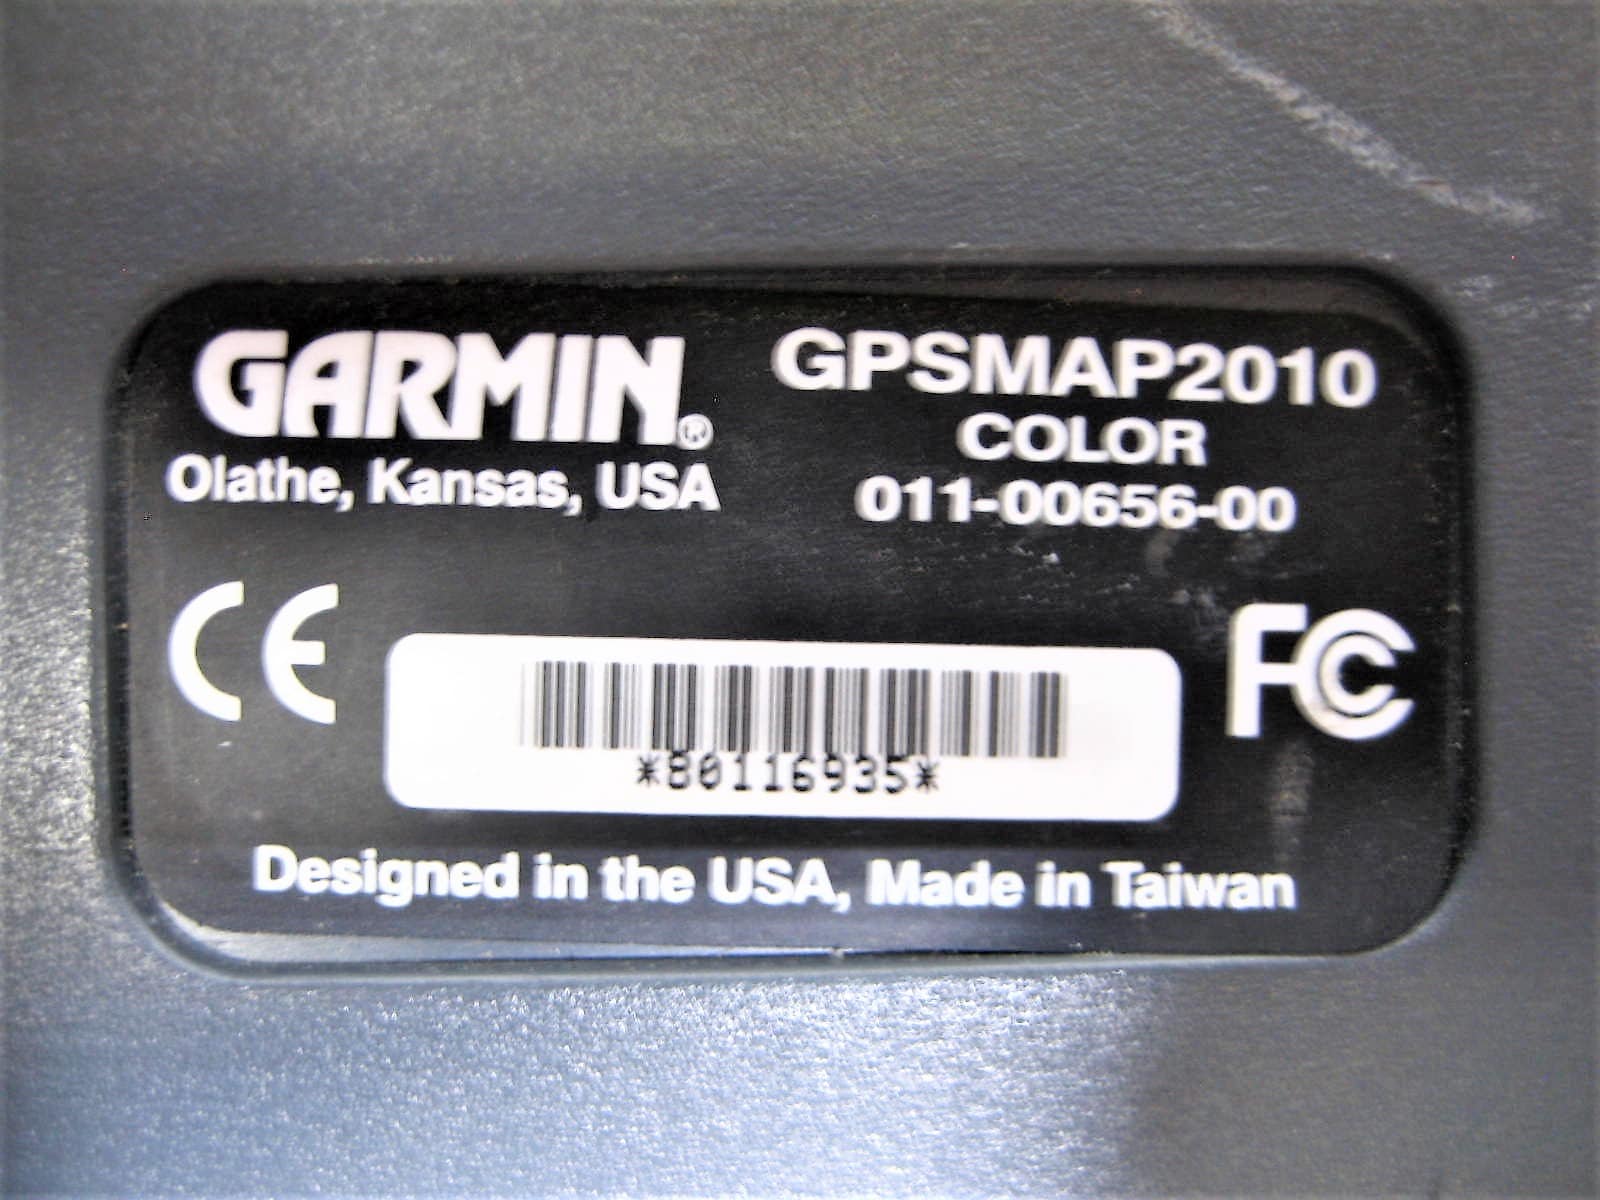 GARMIN®
Olathe, Kansas, USA
GPSMAP2010
COLOR
011-00656-00
CE
FC
*80116935*
Designed in the USA, Made in Taiwan